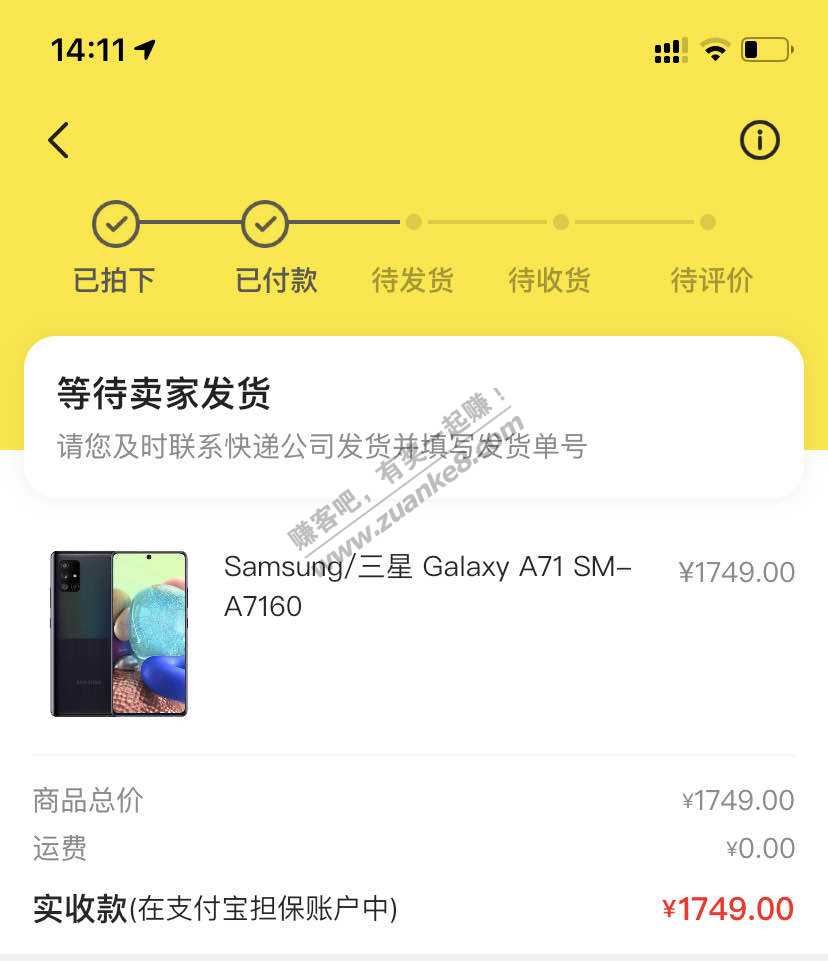 14:11
已拍下 已付款 待发货 待收货 待评价
等待卖家发货
请您及时联系快递公司发货并填写发货单号
赚客吧，有奖一起赚！
www.zuanke8.com
Samsung/三星 Galaxy A71 SM-
A7160
¥1749.00
SAMSUNG
商品总价 ¥1749.00
运费 ¥0.00
实收款(在支付宝担保账户中) ¥1749.00